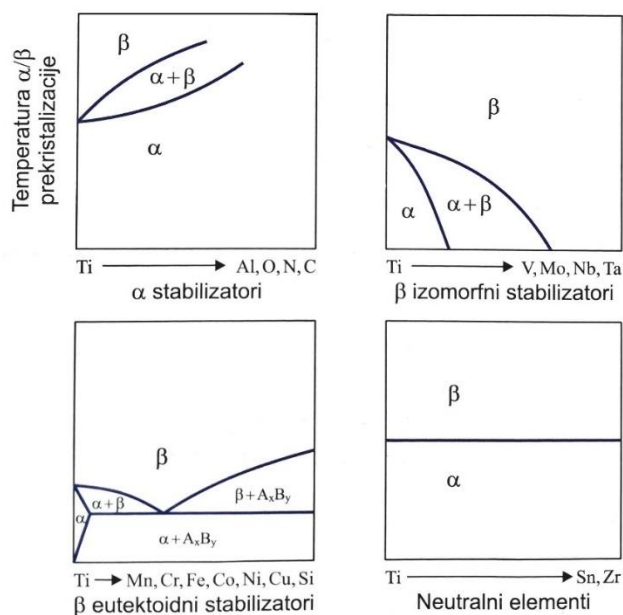 Temperatura α/β
prekristalizacije
β
α+β
α
Ti → Al, O, N, C
α stabilizatori
β
α
α+β
Ti → V, Mo, Nb, Ta
β izomorfni stabilizatori
β
α+β
α
β+AxBy
α+AxBy
Ti → Mn, Cr, Fe, Co, Ni, Cu, Si
β eutektoidni stabilizatori
β
α
Ti → Sn, Zr
Neutralni elementi